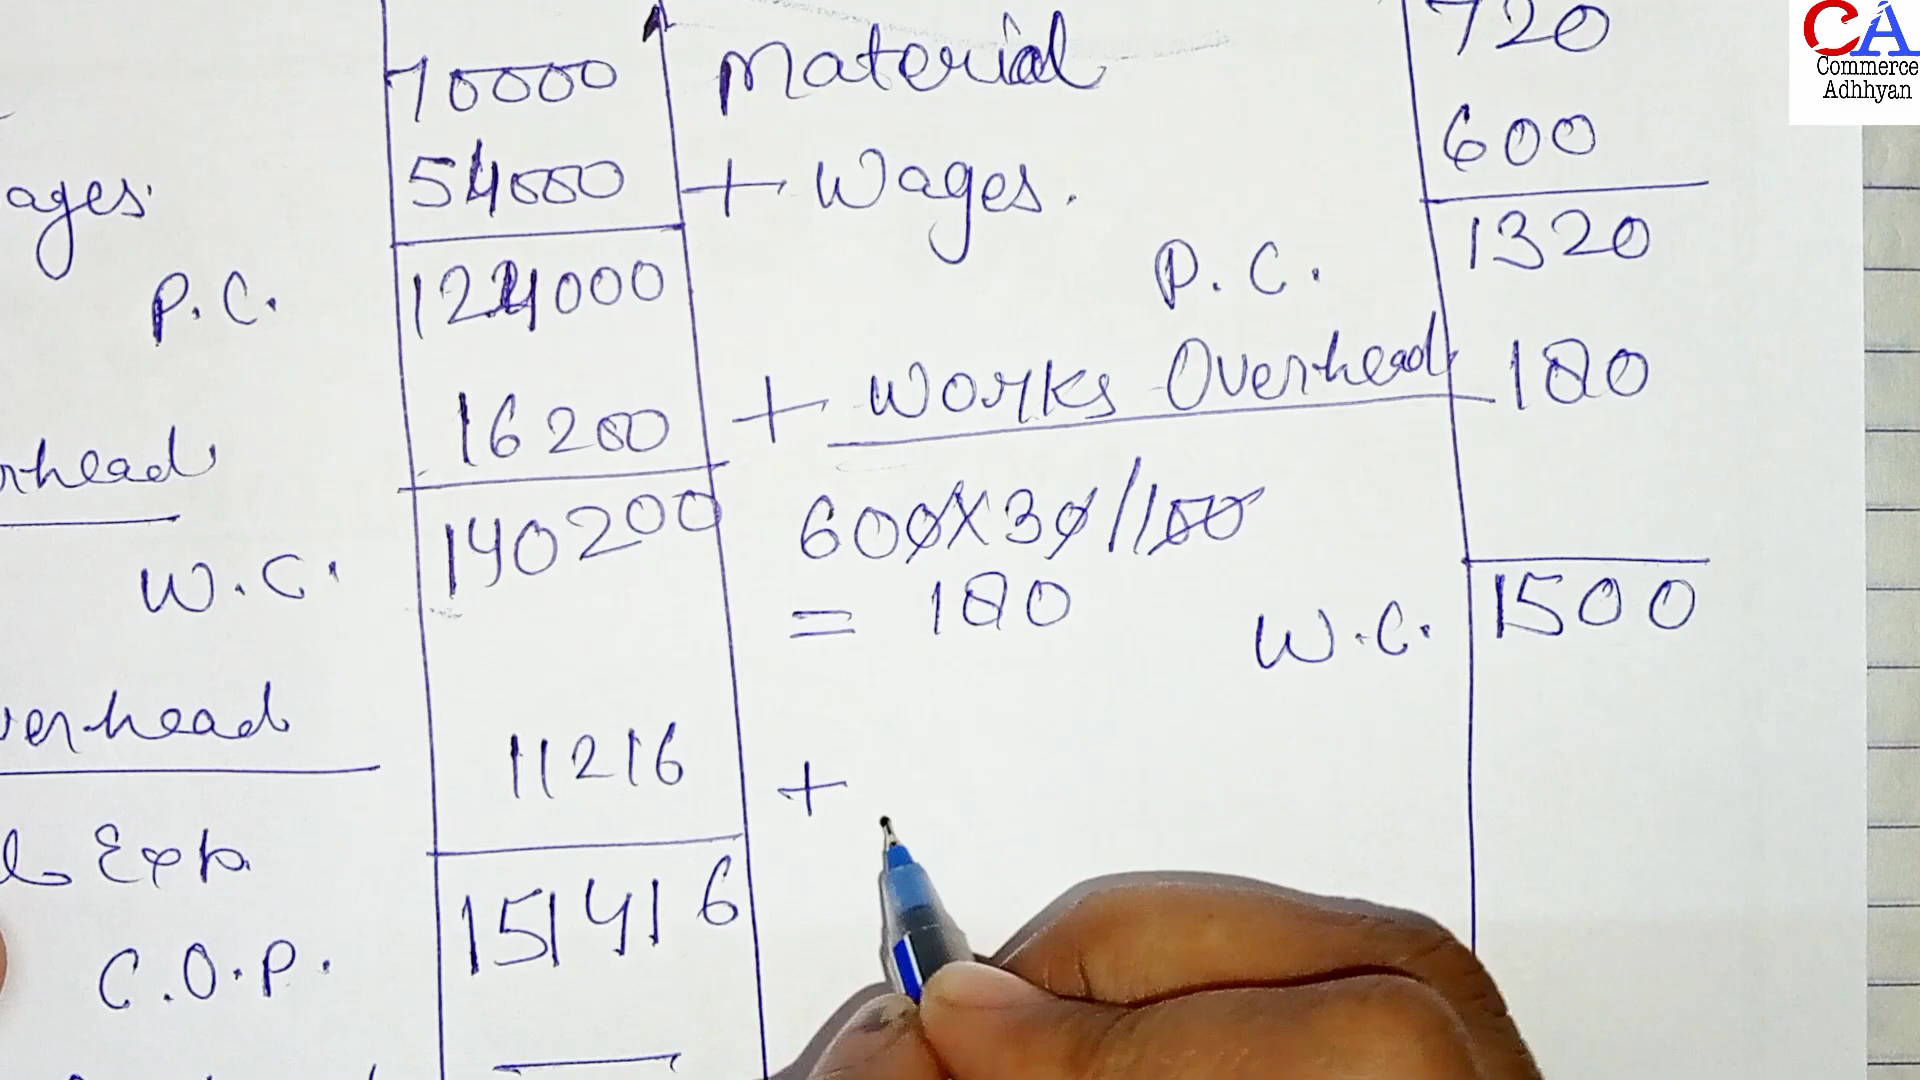 70000 Material 720
ages. 54000 + Wages. 600
P.C. 124000 P.C. 1320
rhead 16200 + Works Overhead 180
W.C. 140200 600X30/100
= 180 W.C. 1500
verhead 11216 +
Exp.
C.O.P. 151416
CA
Commerce
Adhhyan